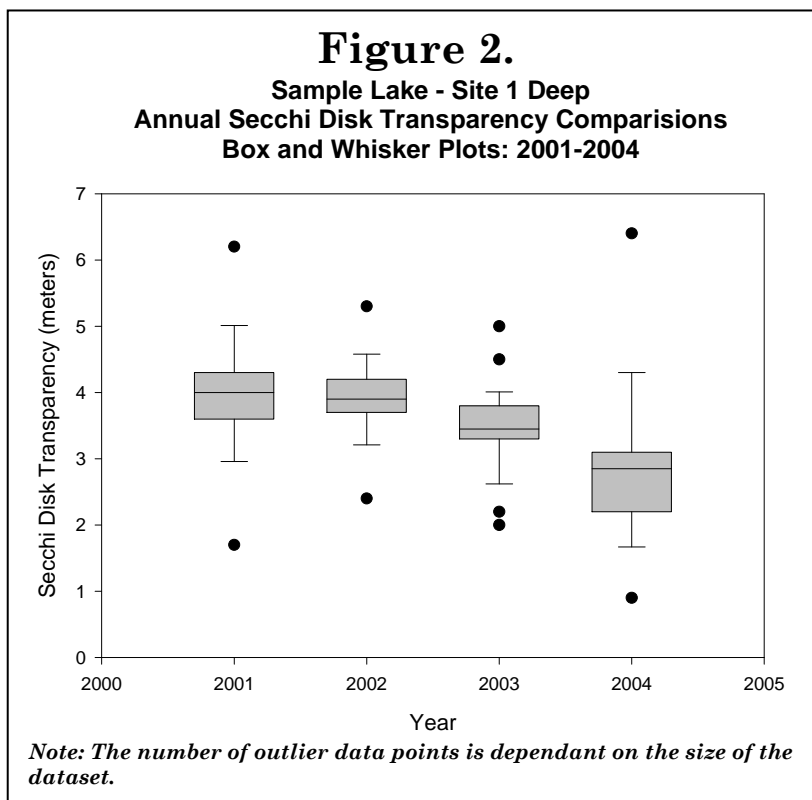 Figure 2.
Sample Lake - Site 1 Deep
Annual Secchi Disk Transparency Comparisions
Box and Whisker Plots: 2001-2004
Secchi Disk Transparency (meters)
7
6
5
4
3
2
1
0
2000 2001 2002 2003 2004 2005
Year
Note: The number of outlier data points is dependant on the size of the
dataset.